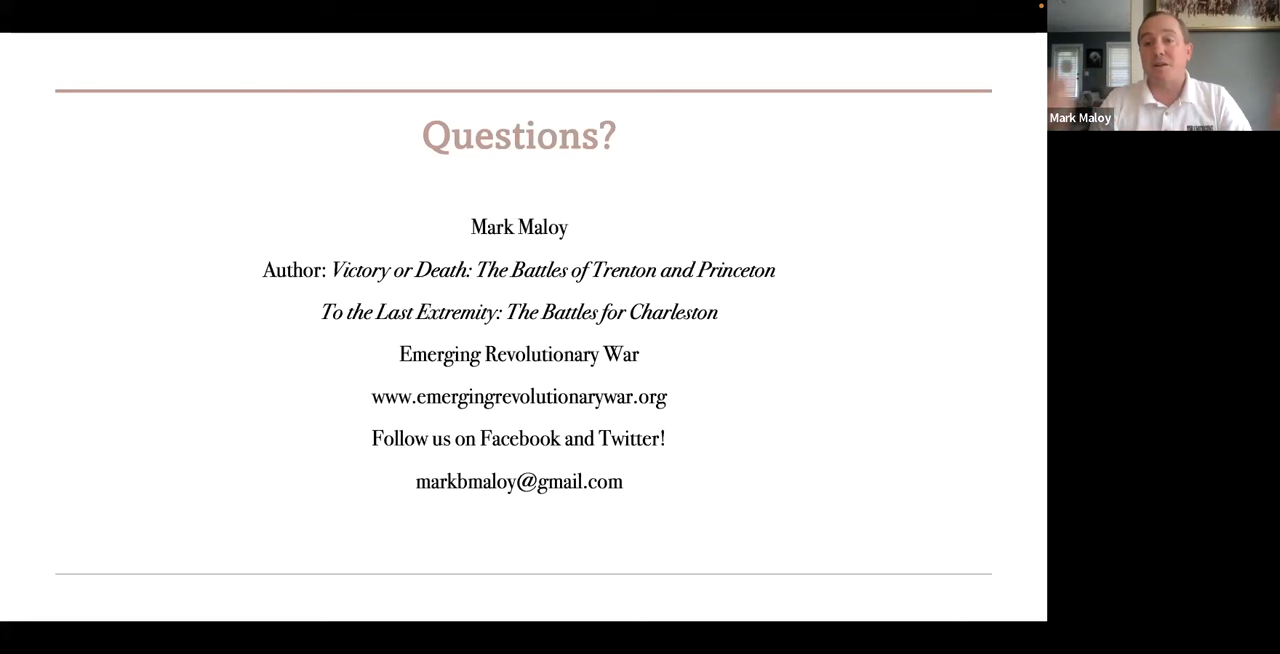 Questions?
Mark Maloy
Author: Victory or Death: The Battles of Trenton and Princeton
To the Last Extremity: The Battles for Charleston
Emerging Revolutionary War
www.emergingrevolutionarywar.org
Follow us on Facebook and Twitter!
markbmaloy@gmail.com
Mark Maloy